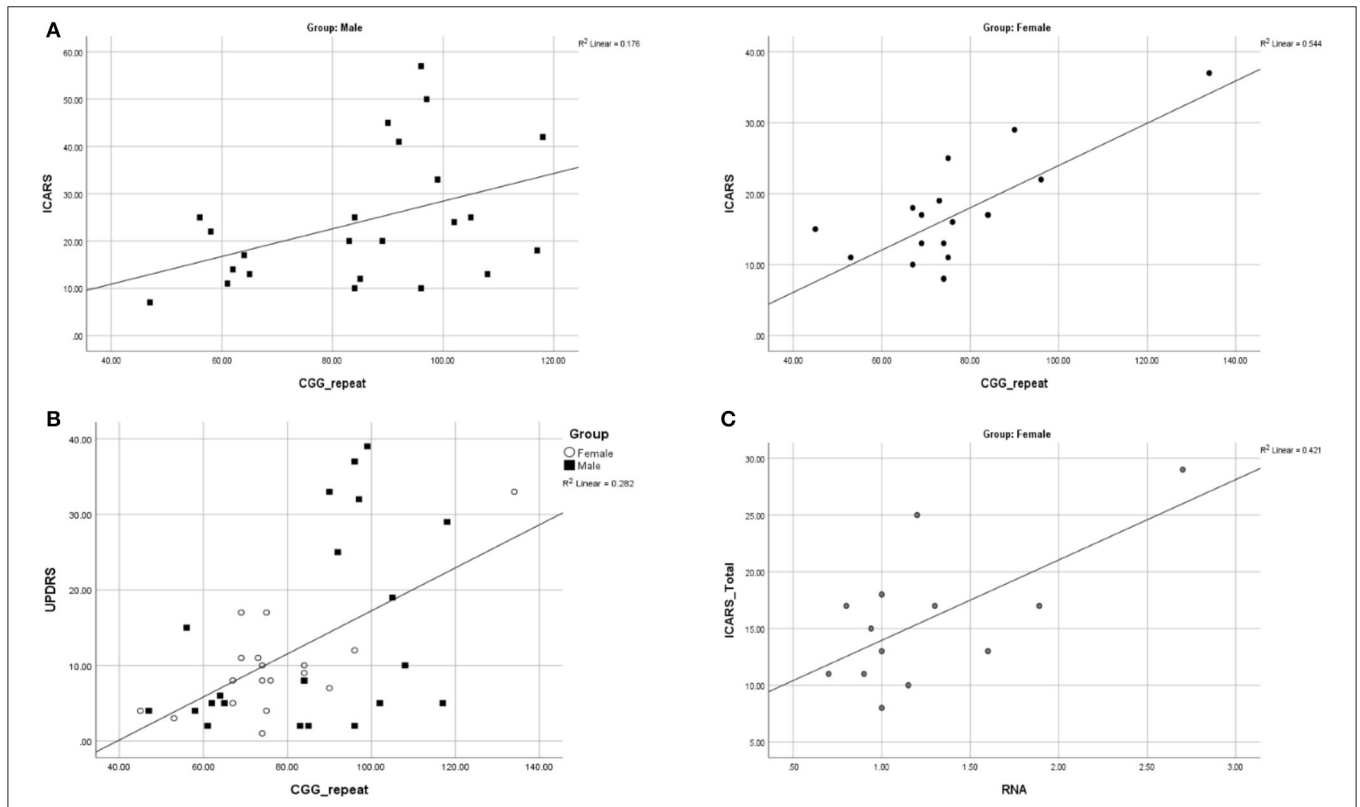 A
Group: Male
R² Linear = 0.176
60.00
50.00
40.00
30.00
20.00
10.00
.00
ICARS
40.00 60.00 80.00 100.00 120.00
CGG_repeat
Group: Female
R² Linear = 0.544
40.00
30.00
20.00
10.00
.00
ICARS
40.00 60.00 80.00 100.00 120.00 140.00
CGG_repeat
B
Group
Female
Male
R² Linear = 0.282
40.00
30.00
20.00
10.00
.00
UPDRS
40.00 60.00 80.00 100.00 120.00 140.00
CGG_repeat
C
Group: Female
R² Linear = 0.421
30.00
25.00
20.00
15.00
10.00
5.00
ICARS_Total
.50 1.00 1.50 2.00 2.50 3.00
RNA